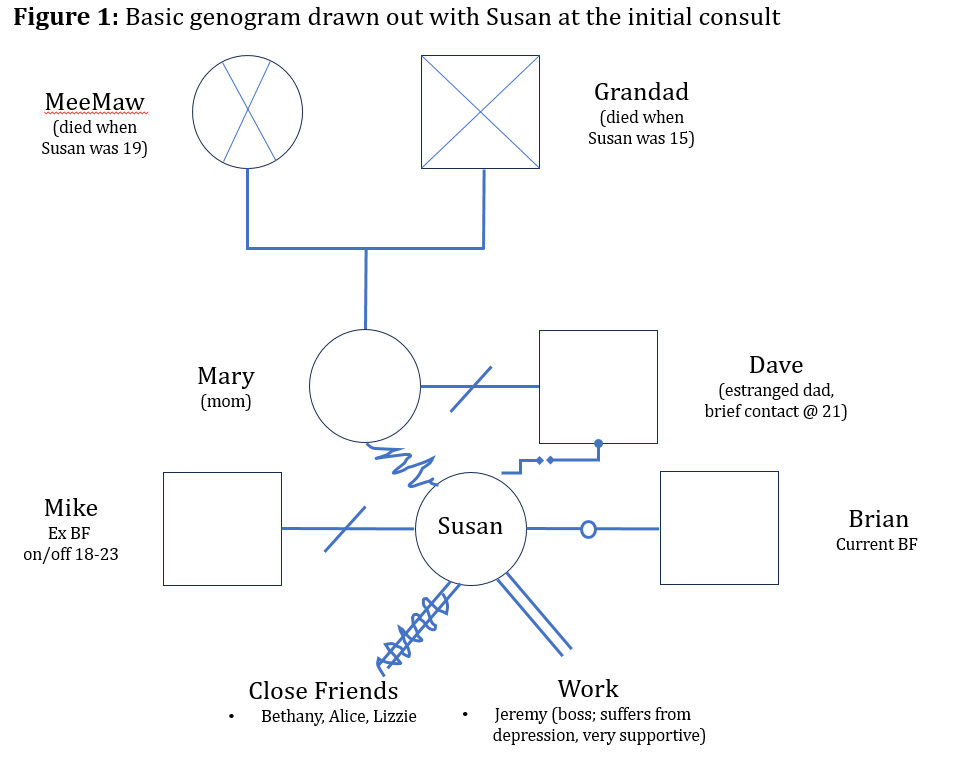 Figure 1: Basic genogram drawn out with Susan at the initial consult
MeeMaw
(died when
Susan was 19)
Grandad
(died when
Susan was 15)
Mary
(mom)
Dave
(estranged dad,
brief contact @ 21)
Mike
Ex BF
on/off 18-23
Susan
Brian
Current BF
Close Friends
• Bethany, Alice, Lizzie
Work
• Jeremy (boss; suffers from
depression, very supportive)